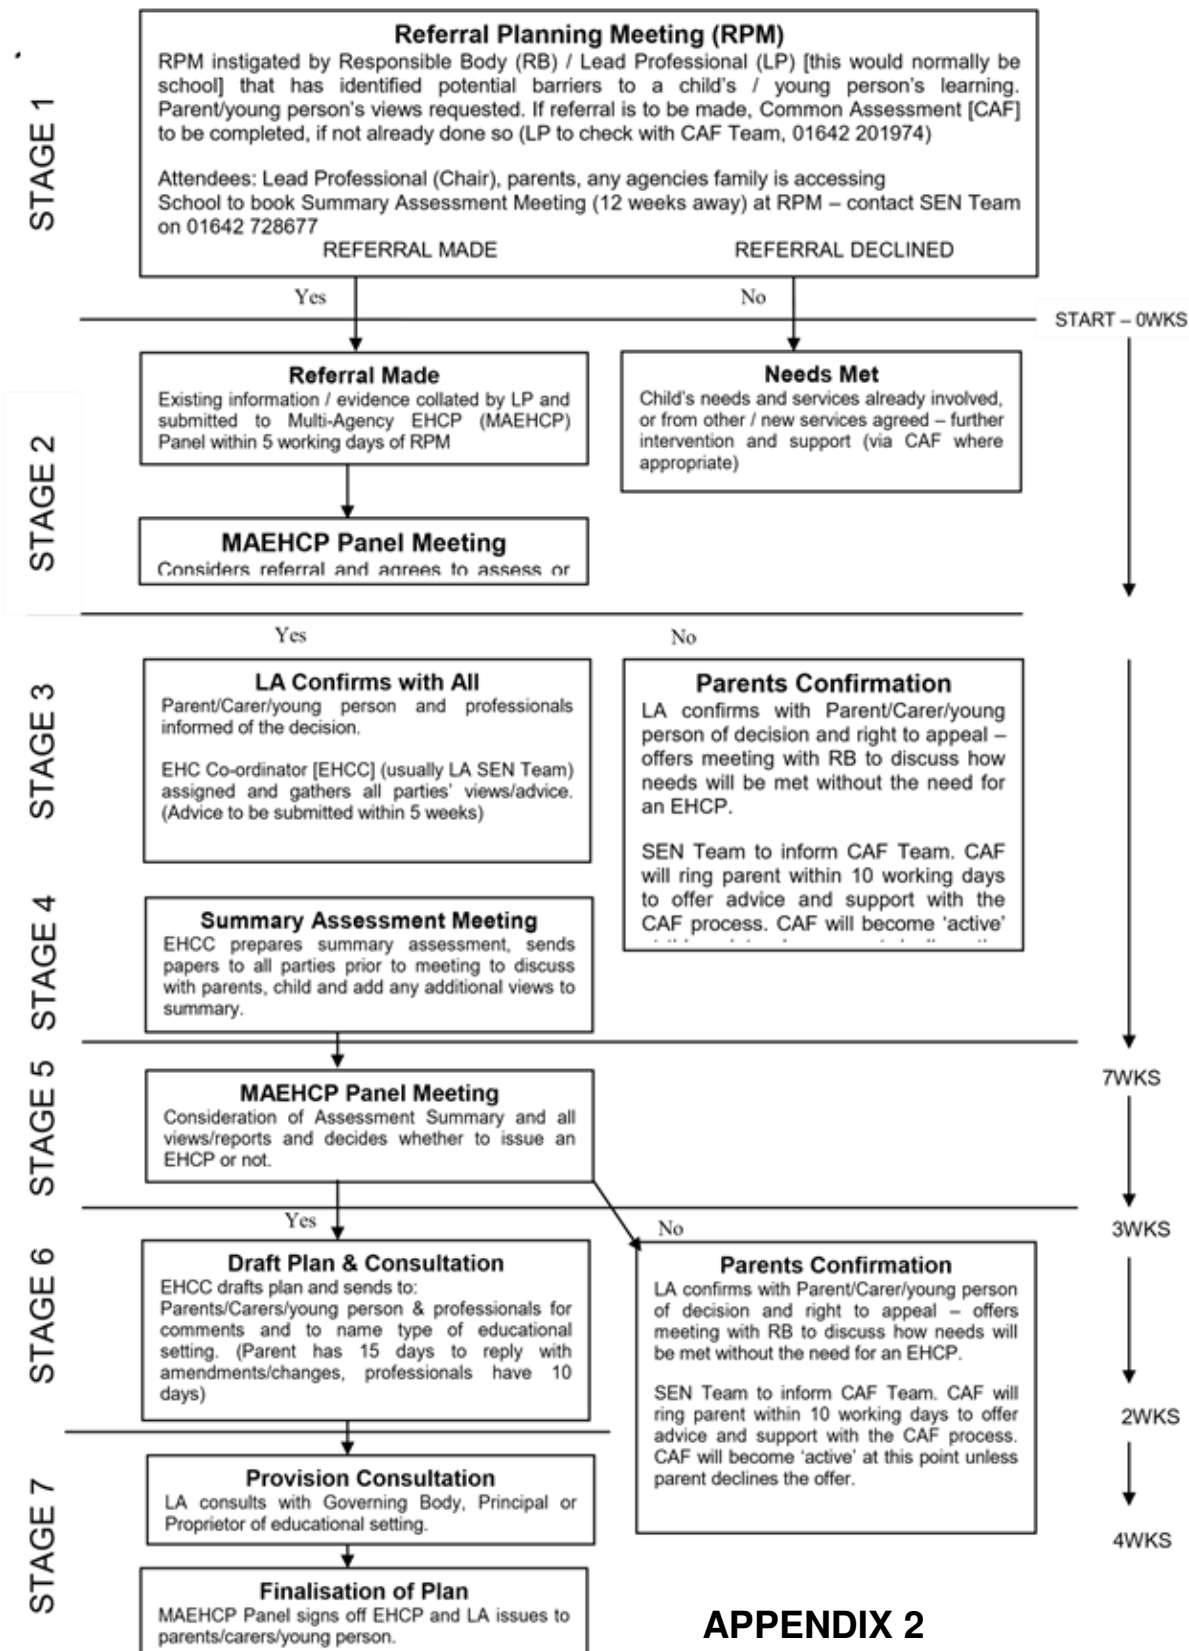 STAGE 1
Referral Planning Meeting (RPM)
RPM instigated by Responsible Body (RB) / Lead Professional (LP) [this would normally be
school] that has identified potential barriers to a child's / young person's learning.
Parent/young person's views requested. If referral is to be made, Common Assessment [CAF]
to be completed, if not already done so (LP to check with CAF Team, 01642 201974)
Attendees: Lead Professional (Chair), parents, any agencies family is accessing
School to book Summary Assessment Meeting (12 weeks away) at RPM – contact SEN Team
on 01642 728677
REFERRAL MADE
REFERRAL DECLINED
Yes
No
START – 0WKS
STAGE 2
Referral Made
Existing information / evidence collated by LP and
submitted to Multi-Agency EHCP (MAEHCP)
Panel within 5 working days of RPM
Needs Met
Child's needs and services already involved,
or from other / new services agreed – further
intervention and support (via CAF where
appropriate)
MAEHCP Panel Meeting
Considers referral and agrees to assess or
Yes
No
STAGE 3
LA Confirms with All
Parent/Carer/young person and professionals
informed of the decision.
EHC Co-ordinator [EHCC] (usually LA SEN Team)
assigned and gathers all parties' views/advice.
(Advice to be submitted within 5 weeks)
Parents Confirmation
LA confirms with Parent/Carer/young
person of decision and right to appeal –
offers meeting with RB to discuss how
needs will be met without the need for
an EHCP.
SEN Team to inform CAF Team. CAF
will ring parent within 10 working days
to offer advice and support with the
CAF process. CAF will become 'active'
STAGE 4
Summary Assessment Meeting
EHCC prepares summary assessment, sends
papers to all parties prior to meeting to discuss
with parents, child and add any additional views to
summary.
7WKS
STAGE 5
MAEHCP Panel Meeting
Consideration of Assessment Summary and all
views/reports and decides whether to issue an
EHCP or not.
Yes
No
3WKS
STAGE 6
Draft Plan & Consultation
EHCC drafts plan and sends to:
Parents/Carers/young person & professionals for
comments and to name type of educational
setting. (Parent has 15 days to reply with
amendments/changes, professionals have 10
days)
Parents Confirmation
LA confirms with Parent/Carer/young person
of decision and right to appeal – offers
meeting with RB to discuss how needs will
be met without the need for an EHCP.
SEN Team to inform CAF Team. CAF will
ring parent within 10 working days to offer
advice and support with the CAF process.
CAF will become 'active' at this point unless
parent declines the offer.
2WKS
STAGE 7
Provision Consultation
LA consults with Governing Body, Principal or
Proprietor of educational setting.
4WKS
Finalisation of Plan
MAEHCP Panel signs off EHCP and LA issues to
parents/carers/young person.
APPENDIX 2